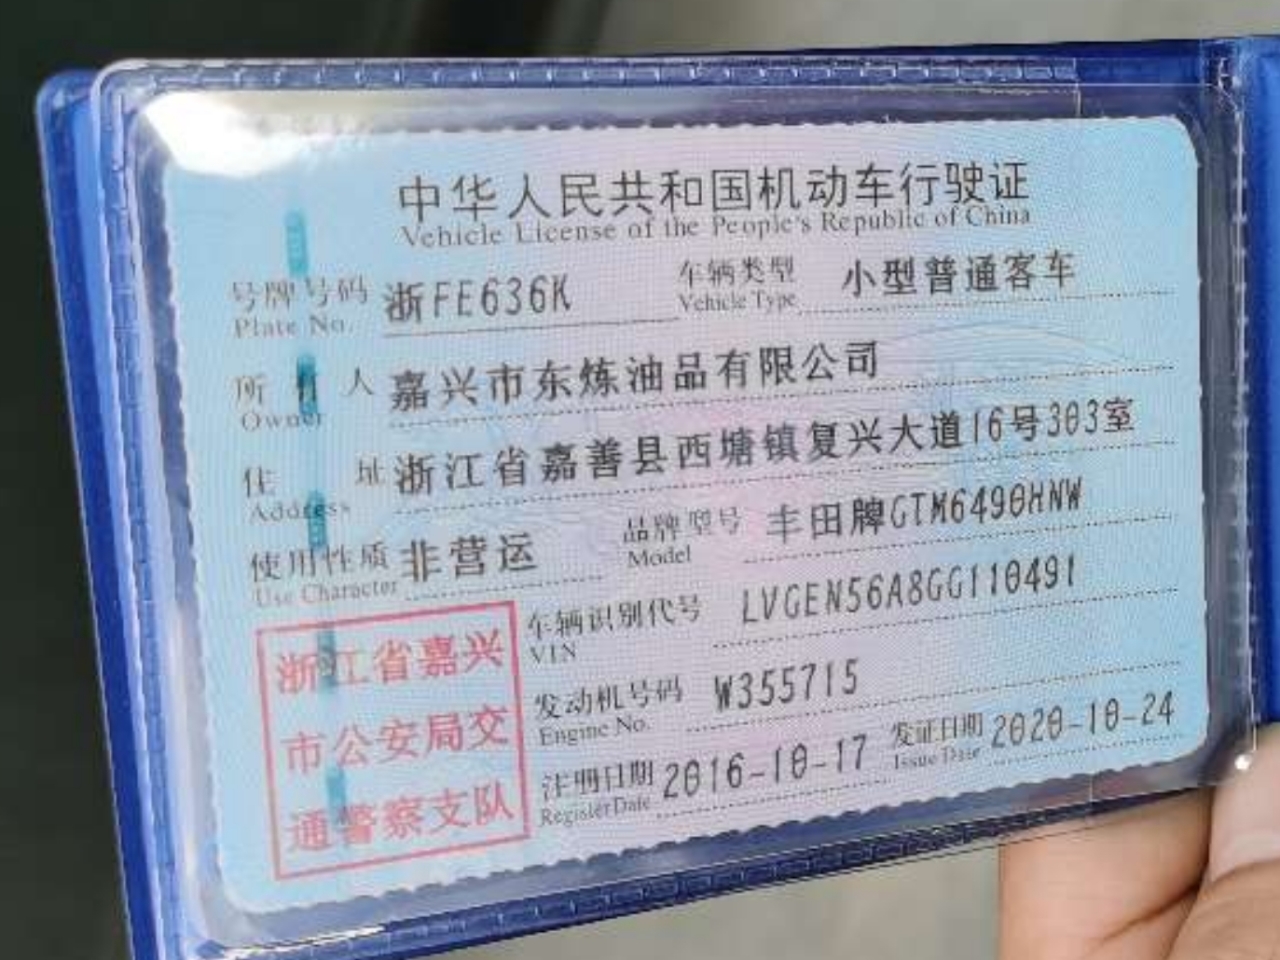 中华人民共和国机动车行驶证
Vehicle License of the People's Republic of China
号牌号码 浙FE636K 车辆类型 小型普通客车
Plate No. Vehicle Type
所有人 嘉兴市东炼油品有限公司
Owner
住址 浙江省嘉善县西塘镇复兴大道16号303室
Address
使用性质 非营运 品牌型号 丰田牌GTM6490HNW
Use Character Model
车辆识别代号 LVGEN56A8GG110491
VIN
发动机号码 W355715
Engine No.
注册日期 2016-10-17 发证日期 2020-10-24
Register Date Issue Date
浙江省嘉兴
市公安局交
通警察支队